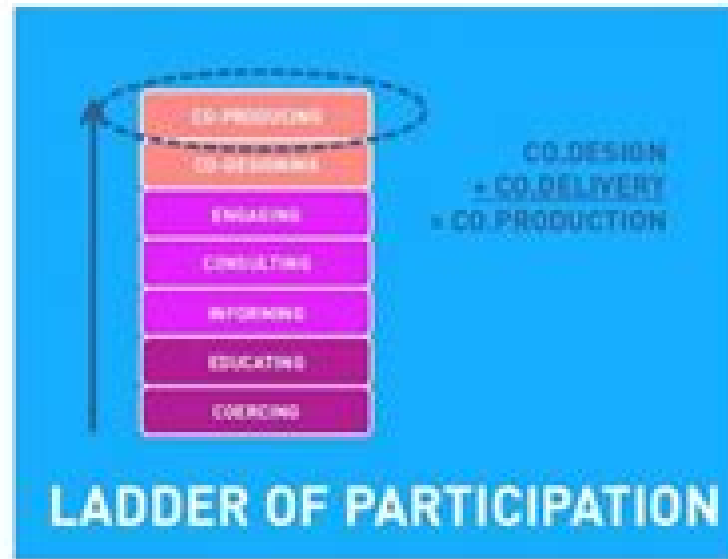 CO-PRODUCING
CO-DESIGNING
ENGAGING
CONSULTING
INFORMING
EDUCATING
COERCING
CO.DESIGN
+ CO.DELIVERY
= CO.PRODUCTION
LADDER OF PARTICIPATION